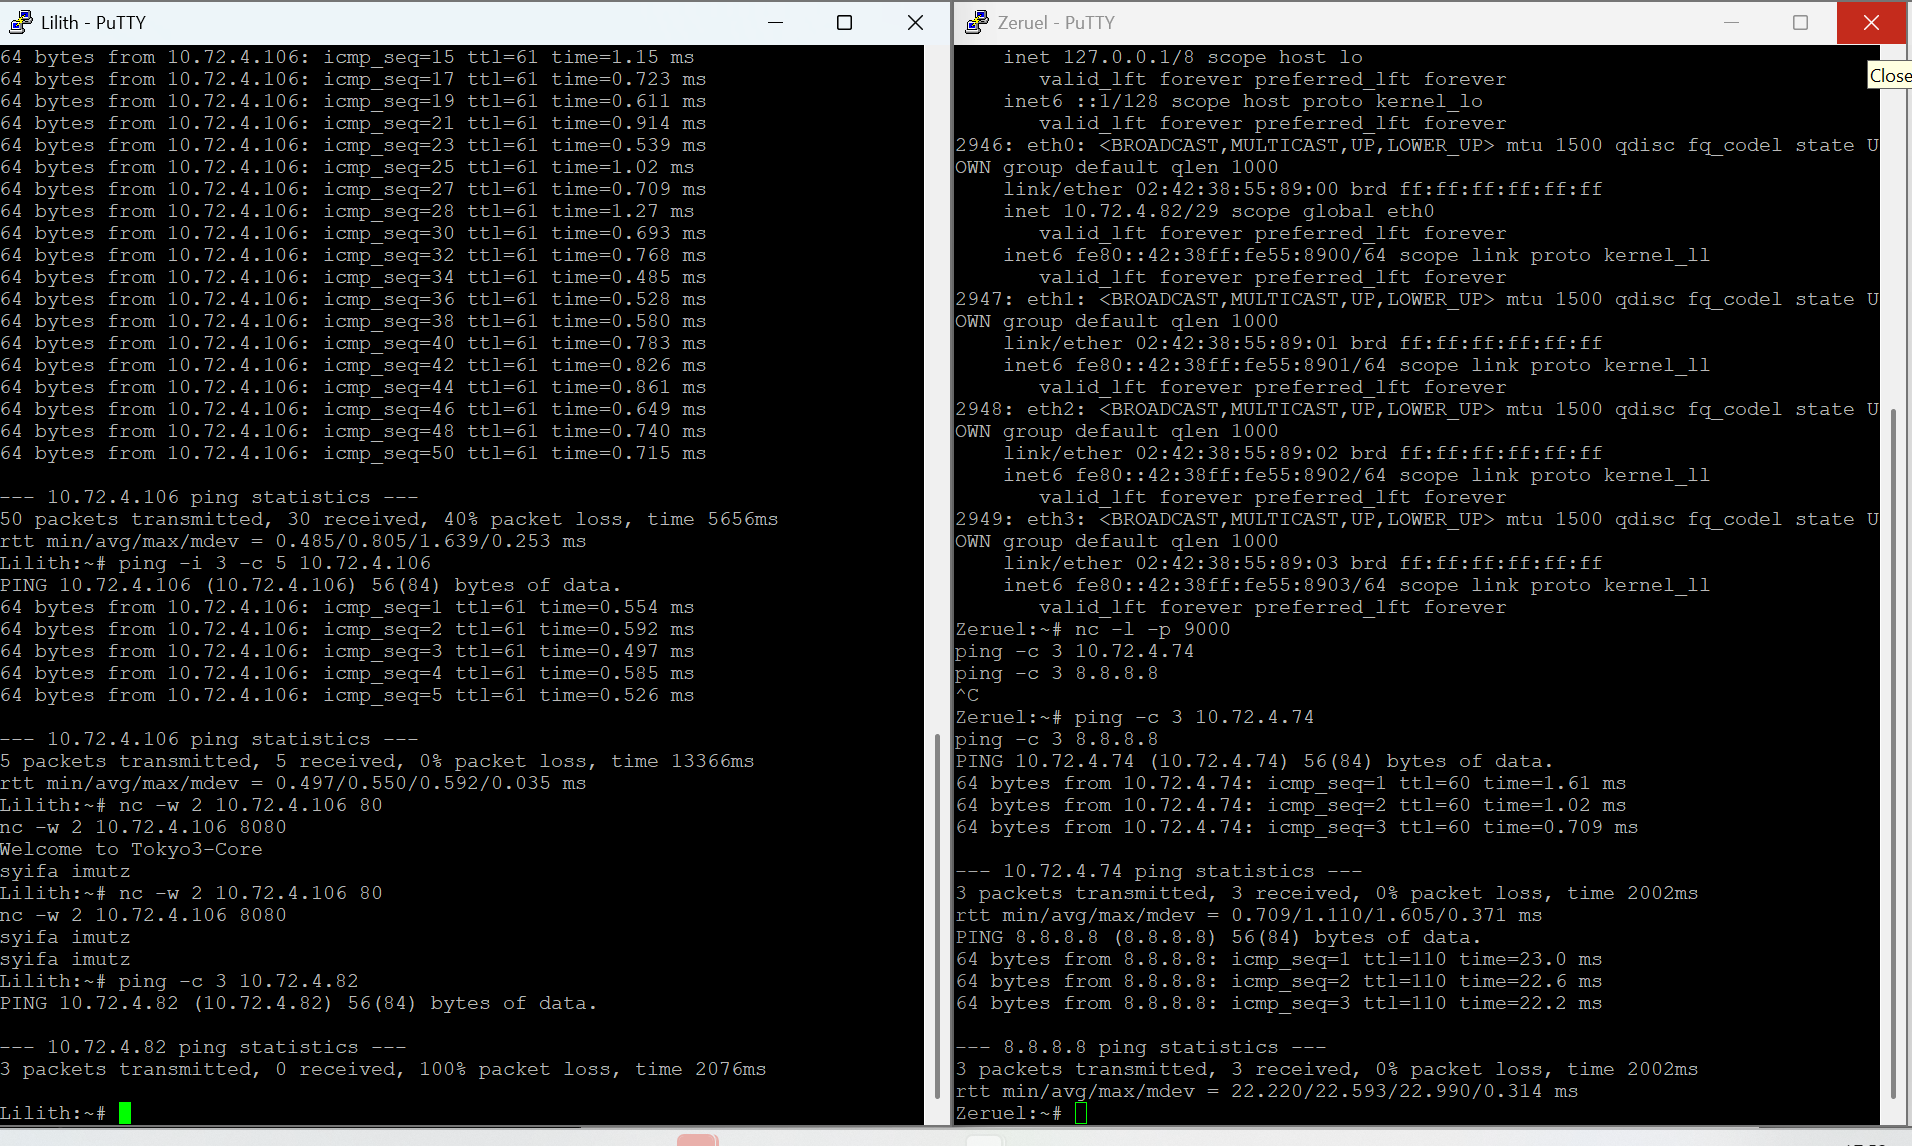 Lilith - PuTTY
64 bytes from 10.72.4.106: icmp_seq=15 ttl=61 time=1.15 ms
64 bytes from 10.72.4.106: icmp_seq=17 ttl=61 time=0.723 ms
64 bytes from 10.72.4.106: icmp_seq=19 ttl=61 time=0.611 ms
64 bytes from 10.72.4.106: icmp_seq=21 ttl=61 time=0.914 ms
64 bytes from 10.72.4.106: icmp_seq=23 ttl=61 time=0.539 ms
64 bytes from 10.72.4.106: icmp_seq=25 ttl=61 time=1.02 ms
64 bytes from 10.72.4.106: icmp_seq=27 ttl=61 time=0.709 ms
64 bytes from 10.72.4.106: icmp_seq=28 ttl=61 time=1.27 ms
64 bytes from 10.72.4.106: icmp_seq=30 ttl=61 time=0.693 ms
64 bytes from 10.72.4.106: icmp_seq=32 ttl=61 time=0.768 ms
64 bytes from 10.72.4.106: icmp_seq=34 ttl=61 time=0.485 ms
64 bytes from 10.72.4.106: icmp_seq=36 ttl=61 time=0.528 ms
64 bytes from 10.72.4.106: icmp_seq=38 ttl=61 time=0.580 ms
64 bytes from 10.72.4.106: icmp_seq=40 ttl=61 time=0.783 ms
64 bytes from 10.72.4.106: icmp_seq=42 ttl=61 time=0.826 ms
64 bytes from 10.72.4.106: icmp_seq=44 ttl=61 time=0.861 ms
64 bytes from 10.72.4.106: icmp_seq=46 ttl=61 time=0.649 ms
64 bytes from 10.72.4.106: icmp_seq=48 ttl=61 time=0.740 ms
64 bytes from 10.72.4.106: icmp_seq=50 ttl=61 time=0.715 ms
--- 10.72.4.106 ping statistics ---
50 packets transmitted, 30 received, 40% packet loss, time 5656ms
rtt min/avg/max/mdev = 0.485/0.805/1.639/0.253 ms
Lilith:~# ping -i 3 -c 5 10.72.4.106
PING 10.72.4.106 (10.72.4.106) 56(84) bytes of data.
64 bytes from 10.72.4.106: icmp_seq=1 ttl=61 time=0.554 ms
64 bytes from 10.72.4.106: icmp_seq=2 ttl=61 time=0.592 ms
64 bytes from 10.72.4.106: icmp_seq=3 ttl=61 time=0.497 ms
64 bytes from 10.72.4.106: icmp_seq=4 ttl=61 time=0.585 ms
64 bytes from 10.72.4.106: icmp_seq=5 ttl=61 time=0.526 ms
--- 10.72.4.106 ping statistics ---
5 packets transmitted, 5 received, 0% packet loss, time 13366ms
rtt min/avg/max/mdev = 0.497/0.550/0.592/0.035 ms
Lilith:~# nc -w 2 10.72.4.106 80
nc -w 2 10.72.4.106 8080
Welcome to Tokyo3-Core
syifa imutz
Lilith:~# nc -w 2 10.72.4.106 80
nc -w 2 10.72.4.106 8080
syifa imutz
syifa imutz
Lilith:~# ping -c 3 10.72.4.82
PING 10.72.4.82 (10.72.4.82) 56(84) bytes of data.
--- 10.72.4.82 ping statistics ---
3 packets transmitted, 0 received, 100% packet loss, time 2076ms
Lilith:~#
Zeruel - PuTTY
Close
inet 127.0.0.1/8 scope host lo
valid_lft forever preferred_lft forever
inet6 ::1/128 scope host proto kernel_lo
valid_lft forever preferred_lft forever
2946: eth0: <BROADCAST,MULTICAST,UP,LOWER_UP> mtu 1500 qdisc fq_codel state U
OWN group default qlen 1000
link/ether 02:42:38:55:89:00 brd ff:ff:ff:ff:ff:ff
inet 10.72.4.82/29 scope global eth0
valid_lft forever preferred_lft forever
inet6 fe80::42:38ff:fe55:8900/64 scope link proto kernel_ll
valid_lft forever preferred_lft forever
2947: eth1: <BROADCAST,MULTICAST,UP,LOWER_UP> mtu 1500 qdisc fq_codel state U
OWN group default qlen 1000
link/ether 02:42:38:55:89:01 brd ff:ff:ff:ff:ff:ff
inet6 fe80::42:38ff:fe55:8901/64 scope link proto kernel_ll
valid_lft forever preferred_lft forever
2948: eth2: <BROADCAST,MULTICAST,UP,LOWER_UP> mtu 1500 qdisc fq_codel state U
OWN group default qlen 1000
link/ether 02:42:38:55:89:02 brd ff:ff:ff:ff:ff:ff
inet6 fe80::42:38ff:fe55:8902/64 scope link proto kernel_ll
valid_lft forever preferred_lft forever
2949: eth3: <BROADCAST,MULTICAST,UP,LOWER_UP> mtu 1500 qdisc fq_codel state U
OWN group default qlen 1000
link/ether 02:42:38:55:89:03 brd ff:ff:ff:ff:ff:ff
inet6 fe80::42:38ff:fe55:8903/64 scope link proto kernel_ll
valid_lft forever preferred_lft forever
Zeruel:~# nc -l -p 9000
ping -c 3 10.72.4.74
ping -c 3 8.8.8.8
^C
Zeruel:~# ping -c 3 10.72.4.74
ping -c 3 8.8.8.8
PING 10.72.4.74 (10.72.4.74) 56(84) bytes of data.
64 bytes from 10.72.4.74: icmp_seq=1 ttl=60 time=1.61 ms
64 bytes from 10.72.4.74: icmp_seq=2 ttl=60 time=1.02 ms
64 bytes from 10.72.4.74: icmp_seq=3 ttl=60 time=0.709 ms
--- 10.72.4.74 ping statistics ---
3 packets transmitted, 3 received, 0% packet loss, time 2002ms
rtt min/avg/max/mdev = 0.709/1.110/1.605/0.371 ms
PING 8.8.8.8 (8.8.8.8) 56(84) bytes of data.
64 bytes from 8.8.8.8: icmp_seq=1 ttl=110 time=23.0 ms
64 bytes from 8.8.8.8: icmp_seq=2 ttl=110 time=22.6 ms
64 bytes from 8.8.8.8: icmp_seq=3 ttl=110 time=22.2 ms
--- 8.8.8.8 ping statistics ---
3 packets transmitted, 3 received, 0% packet loss, time 2002ms
rtt min/avg/max/mdev = 22.220/22.593/22.990/0.314 ms
Zeruel:~#